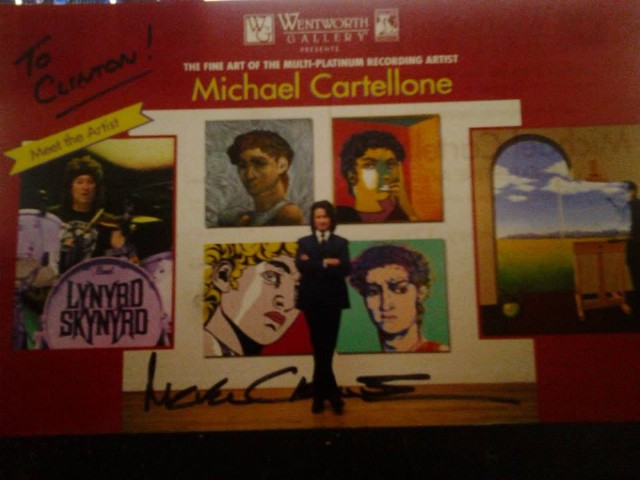 TO
CLINTON!
WENTWORTH
GALLERY
PRESENTS
THE FINE ART OF THE MULTI-PLATINUM RECORDING ARTIST
Michael Cartellone
Meet the Artist
LYNYRD
SKYNYRD